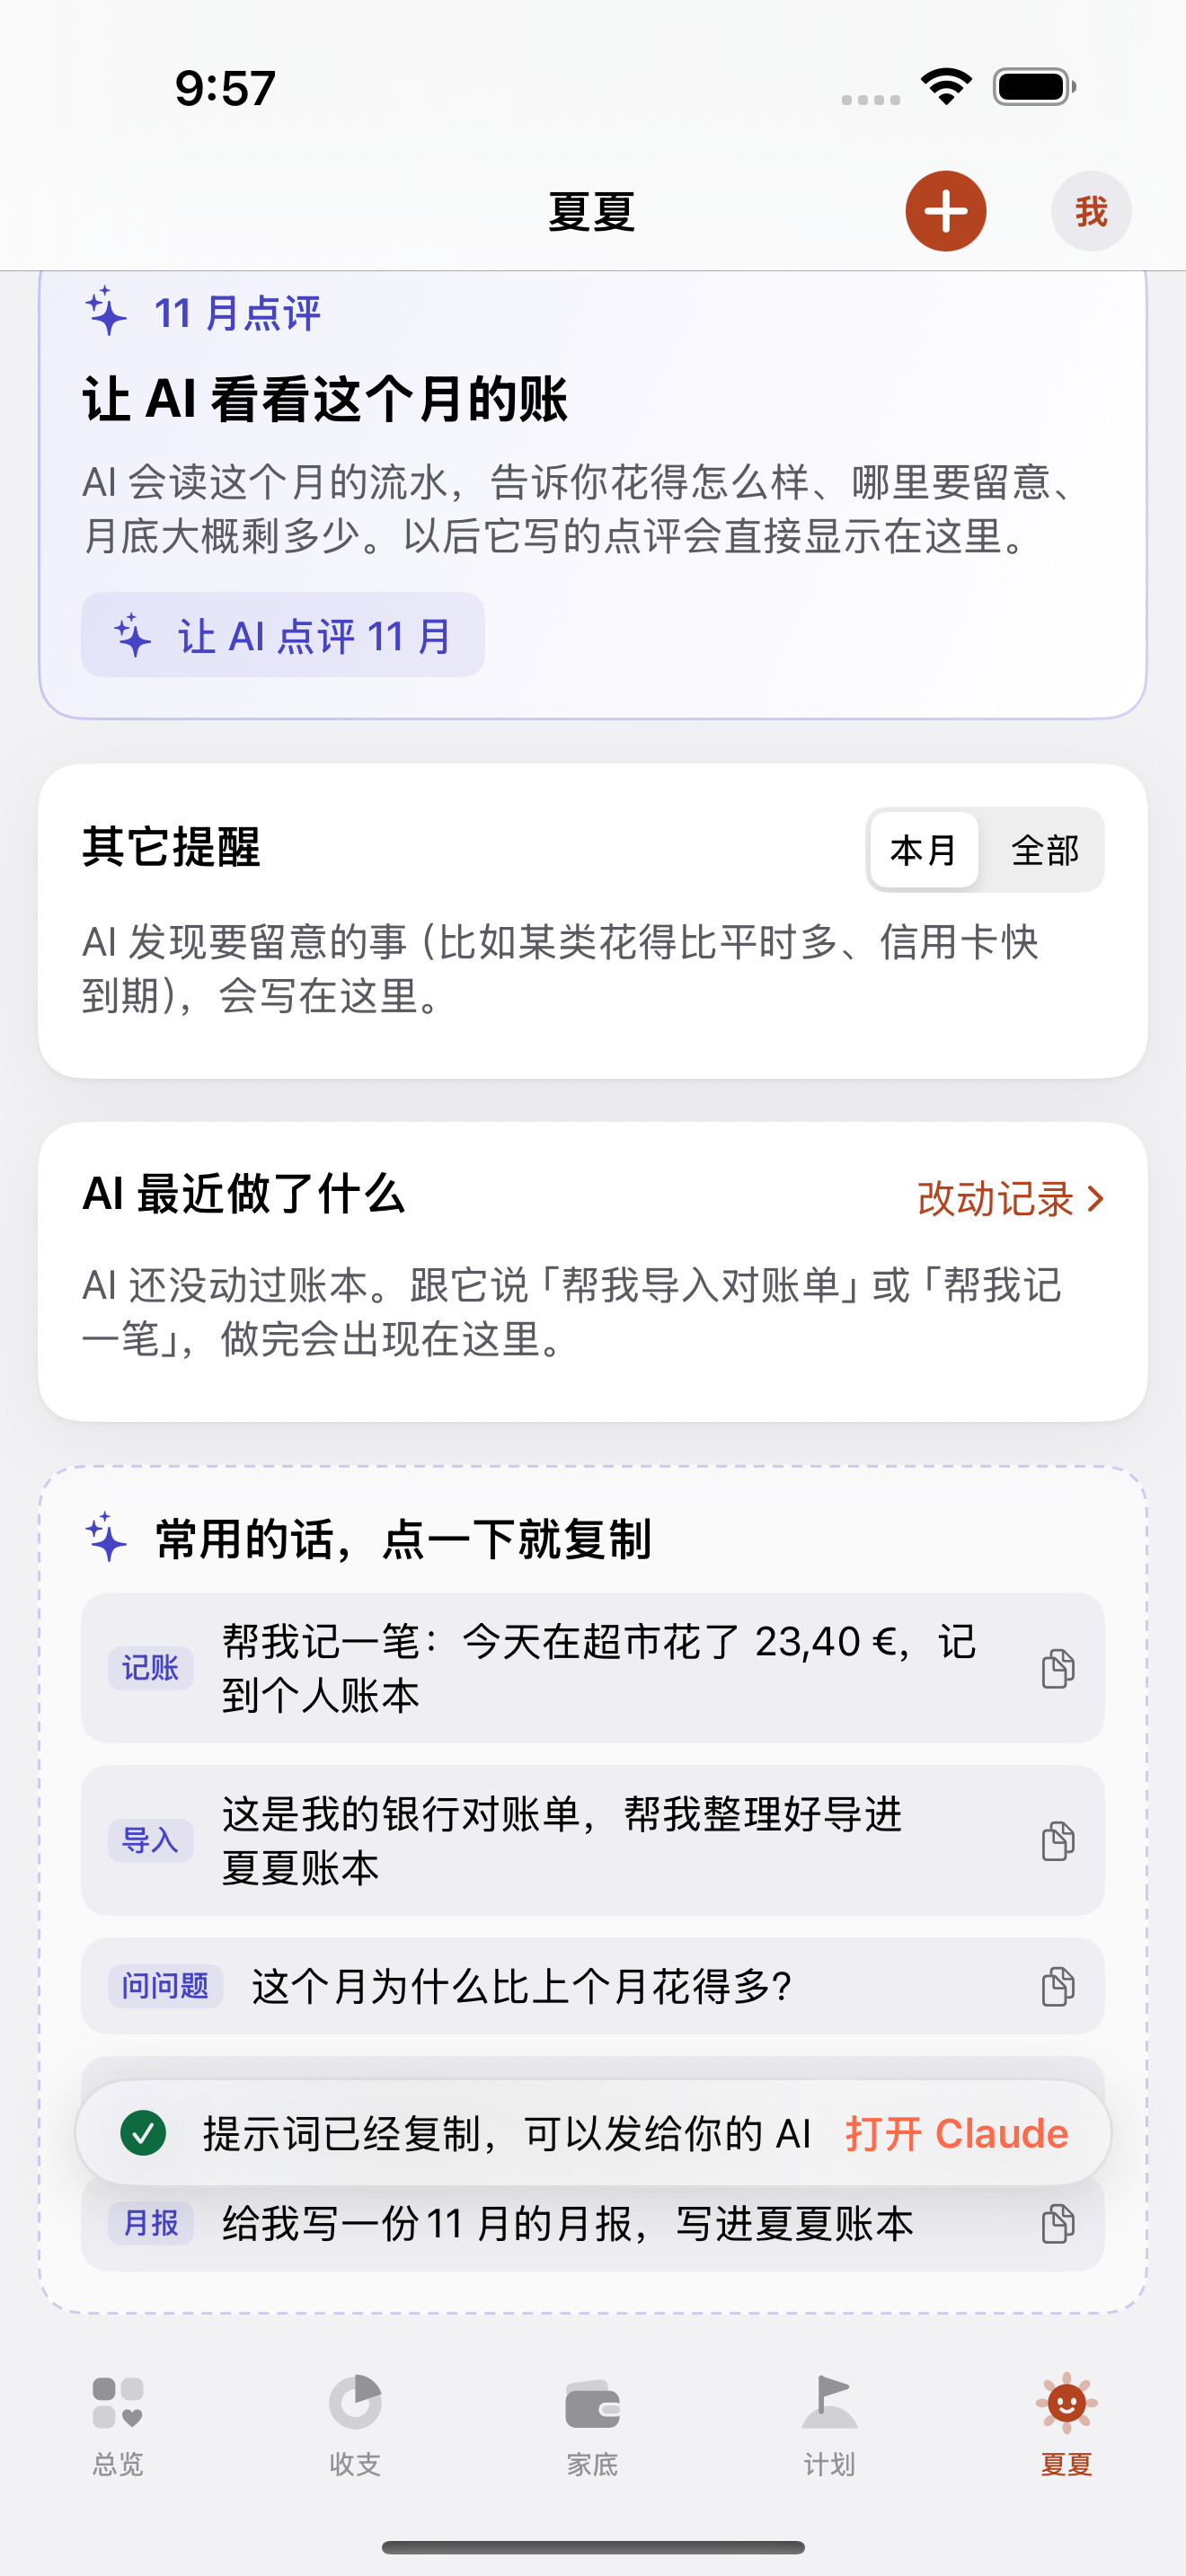 9:57
夏夏
我
11 月点评
让 AI 看看这个月的账
AI 会读这个月的流水，告诉你花得怎么样、哪里要留意、
月底大概剩多少。以后它写的点评会直接显示在这里。
让 AI 点评 11 月
其它提醒
本月
全部
AI 发现要留意的事（比如某类花得比平时多、信用卡快
到期），会写在这里。
AI 最近做了什么
改动记录
AI 还没动过账本。跟它说「帮我导入对账单」或「帮我记
一笔」，做完会出现在这里。
常用的话，点一下就复制
记账
帮我记一笔：今天在超市花了 23,40 €，记
到个人账本
导入
这是我的银行对账单，帮我整理好导进
夏夏账本
问问题
这个月为什么比上个月花得多？
提示词已经复制，可以发给你的 AI
打开 Claude
月报
给我写一份 11 月的月报，写进夏夏账本
总览
收支
家底
计划
夏夏